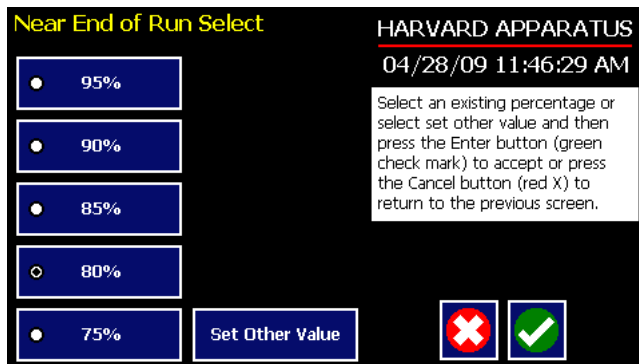 Near End of Run Select
HARVARD APPARATUS
04/28/09 11:46:29 AM
95%
90%
85%
80%
75%
Set Other Value
Select an existing percentage or
select set other value and then
press the Enter button (green
check mark) to accept or press
the Cancel button (red X) to
return to the previous screen.